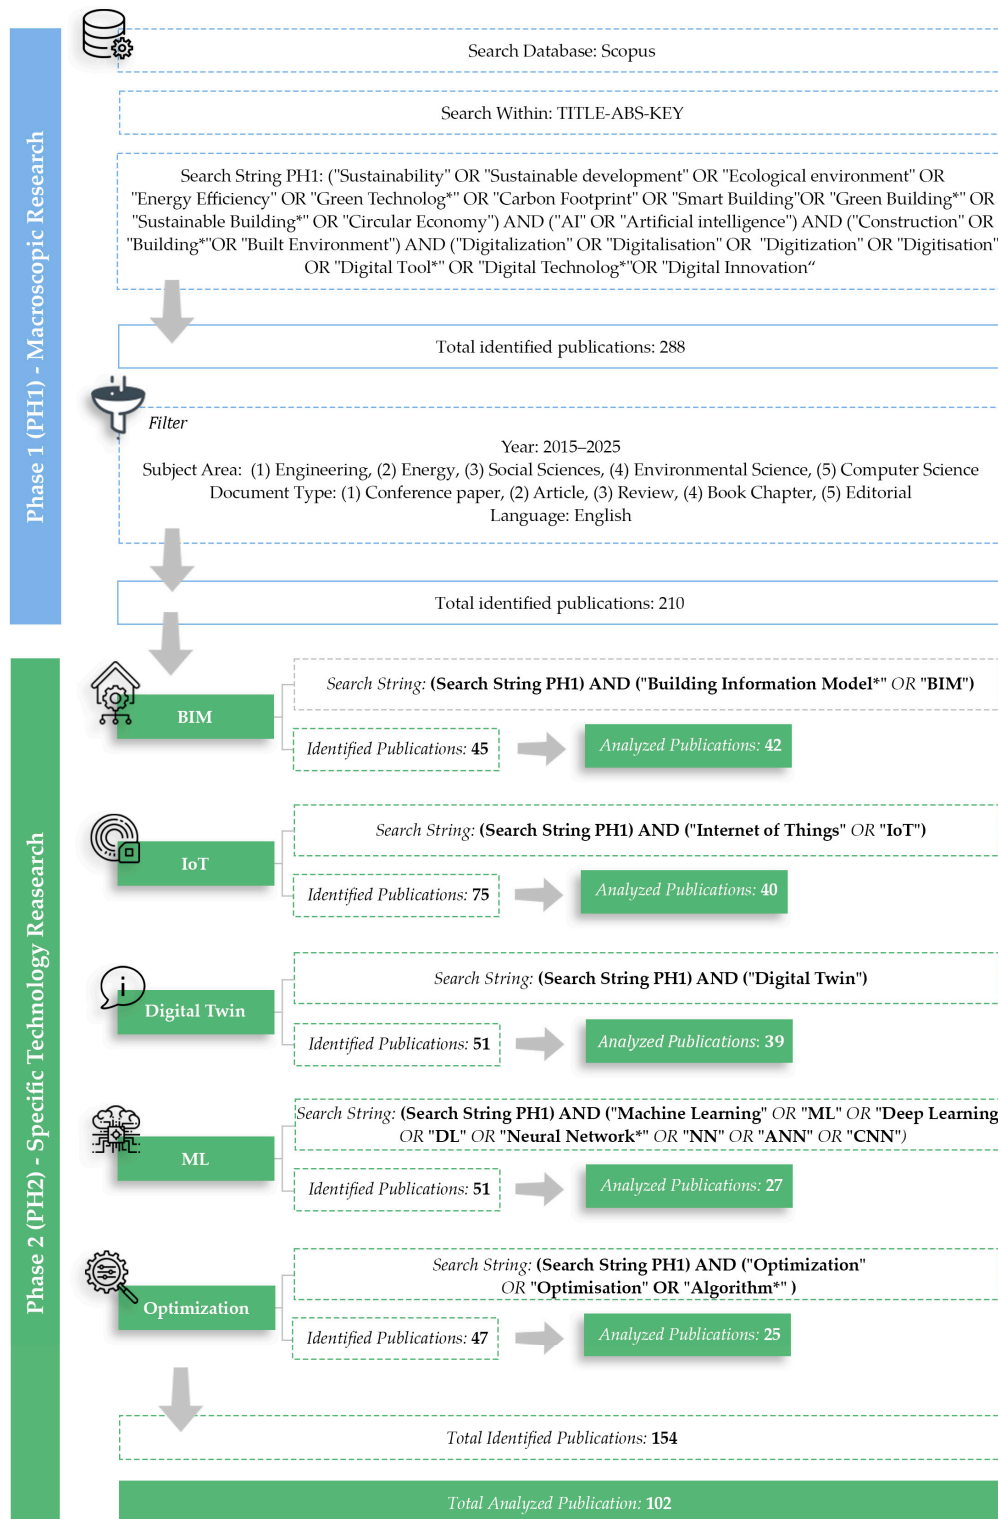 Phase 1 (PH1) - Macroscopic Research
Search Database: Scopus
Search Within: TITLE-ABS-KEY
Search String PH1: ("Sustainability" OR "Sustainable development" OR "Ecological environment" OR
"Energy Efficiency" OR "Green Technolog*" OR "Carbon Footprint" OR "Smart Building"OR "Green Building*" OR
"Sustainable Building*" OR "Circular Economy") AND ("AI" OR "Artificial intelligence") AND ("Construction" OR
"Building*"OR "Built Environment") AND ("Digitalization" OR "Digitalisation" OR "Digitization" OR "Digitisation"
OR "Digital Tool*" OR "Digital Technolog*"OR "Digital Innovation“
Total identified publications: 288
Filter
Year: 2015–2025
Subject Area: (1) Engineering, (2) Energy, (3) Social Sciences, (4) Environmental Science, (5) Computer Science
Document Type: (1) Conference paper, (2) Article, (3) Review, (4) Book Chapter, (5) Editorial
Language: English
Total identified publications: 210
Phase 2 (PH2) - Specific Technology Reasearch
BIM
Search String: (Search String PH1) AND ("Building Information Model*" OR "BIM")
Identified Publications: 45
Analyzed Publications: 42
IoT
Search String: (Search String PH1) AND ("Internet of Things" OR "IoT")
Identified Publications: 75
Analyzed Publications: 40
Digital Twin
Search String: (Search String PH1) AND ("Digital Twin")
Identified Publications: 51
Analyzed Publications: 39
ML
Search String: (Search String PH1) AND ("Machine Learning" OR "ML" OR "Deep Learning
OR "DL" OR "Neural Network*" OR "NN" OR "ANN" OR "CNN")
Identified Publications: 51
Analyzed Publications: 27
Optimization
Search String: (Search String PH1) AND ("Optimization"
OR "Optimisation" OR "Algorithm*" )
Identified Publications: 47
Analyzed Publications: 25
Total Identified Publications: 154
Total Analyzed Publication: 102